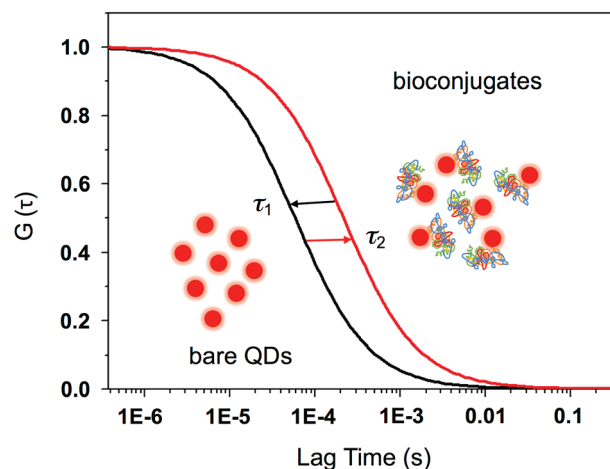 1.0
0.8
0.6
0.4
0.2
0.0
G (τ)
bioconjugates
τ1
τ2
bare QDs
1E-6 1E-5 1E-4 1E-3 0.01 0.1
Lag Time (s)